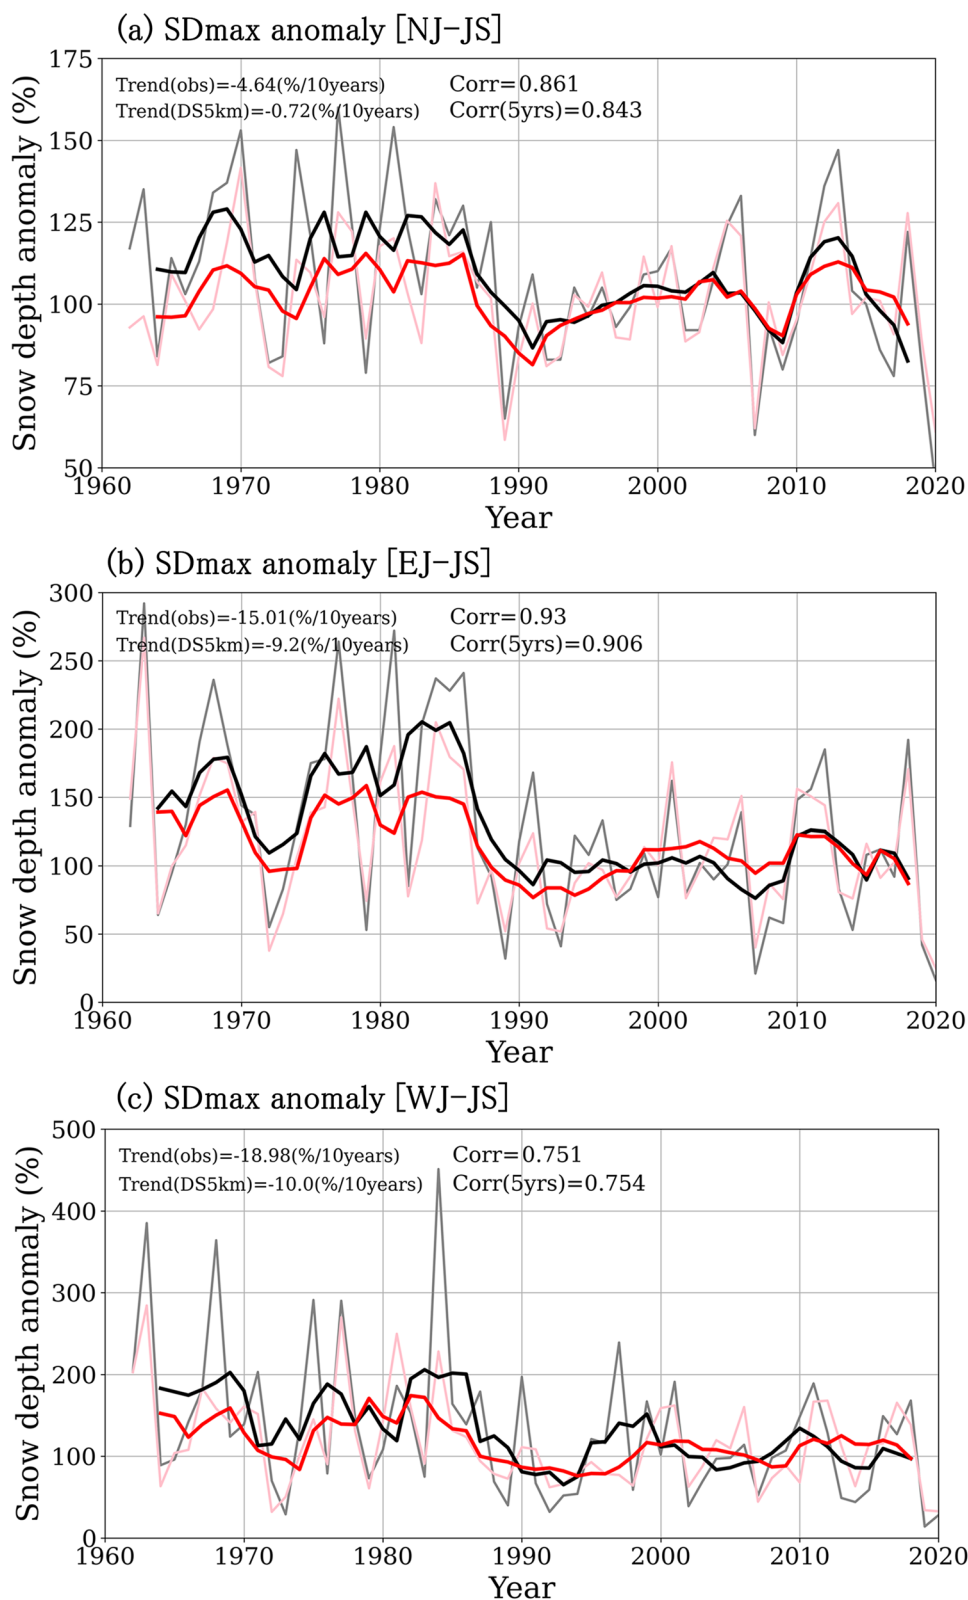 (a) SDmax anomaly [NJ−JS]
Trend(obs)=-4.64(%/10years) Corr=0.861
Trend(DS5km)=-0.72(%/10years) Corr(5yrs)=0.843
Snow depth anomaly (%)
175
150
125
100
75
50
1960 1970 1980 1990 2000 2010 2020
Year
(b) SDmax anomaly [EJ−JS]
Trend(obs)=-15.01(%/10years) Corr=0.93
Trend(DS5km)=-9.2(%/10years) Corr(5yrs)=0.906
Snow depth anomaly (%)
300
250
200
150
100
50
0
1960 1970 1980 1990 2000 2010 2020
Year
(c) SDmax anomaly [WJ−JS]
Trend(obs)=-18.98(%/10years) Corr=0.751
Trend(DS5km)=-10.0(%/10years) Corr(5yrs)=0.754
Snow depth anomaly (%)
500
400
300
200
100
0
1960 1970 1980 1990 2000 2010 2020
Year